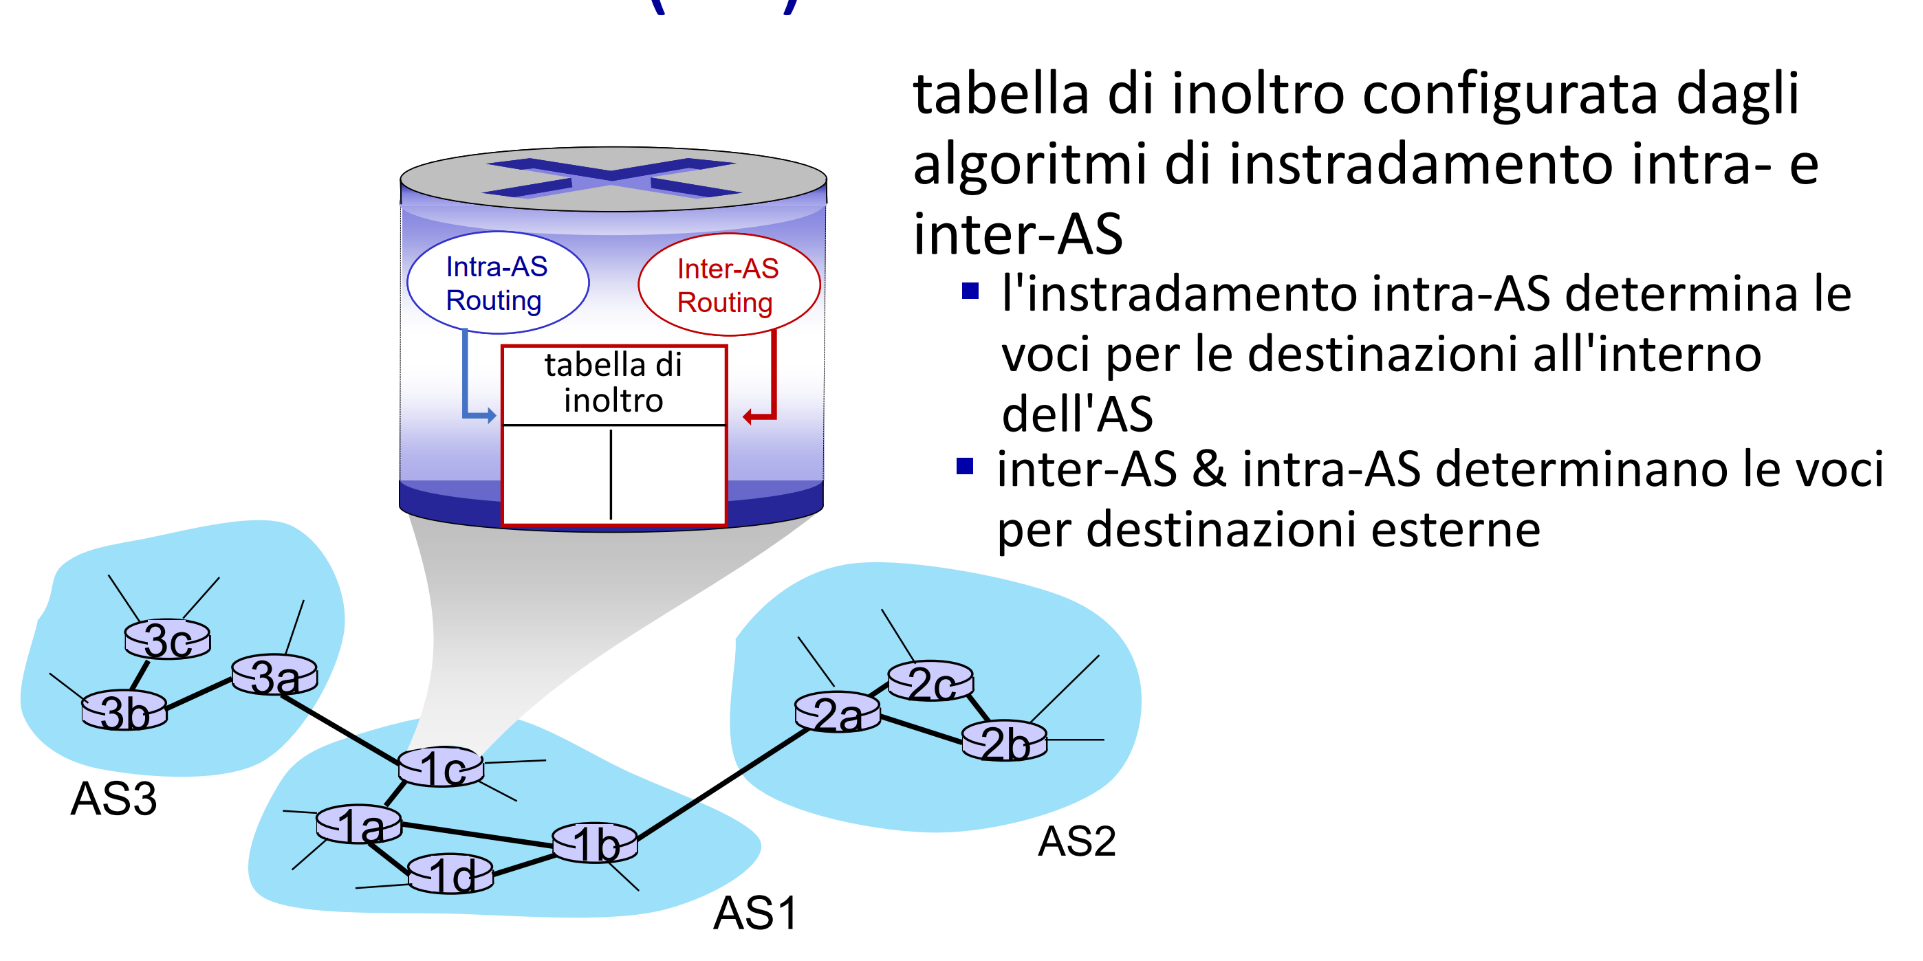 tabella di inoltro configurata dagli
algoritmi di instradamento intra- e
inter-AS
l'instradamento intra-AS determina le
voci per le destinazioni all'interno
dell'AS
inter-AS & intra-AS determinano le voci
per destinazioni esterne
Intra-AS
Routing
Inter-AS
Routing
tabella di
inoltro
3c
3a
3b
AS3
1c
1a
1b
1d
AS1
2c
2a
2b
AS2